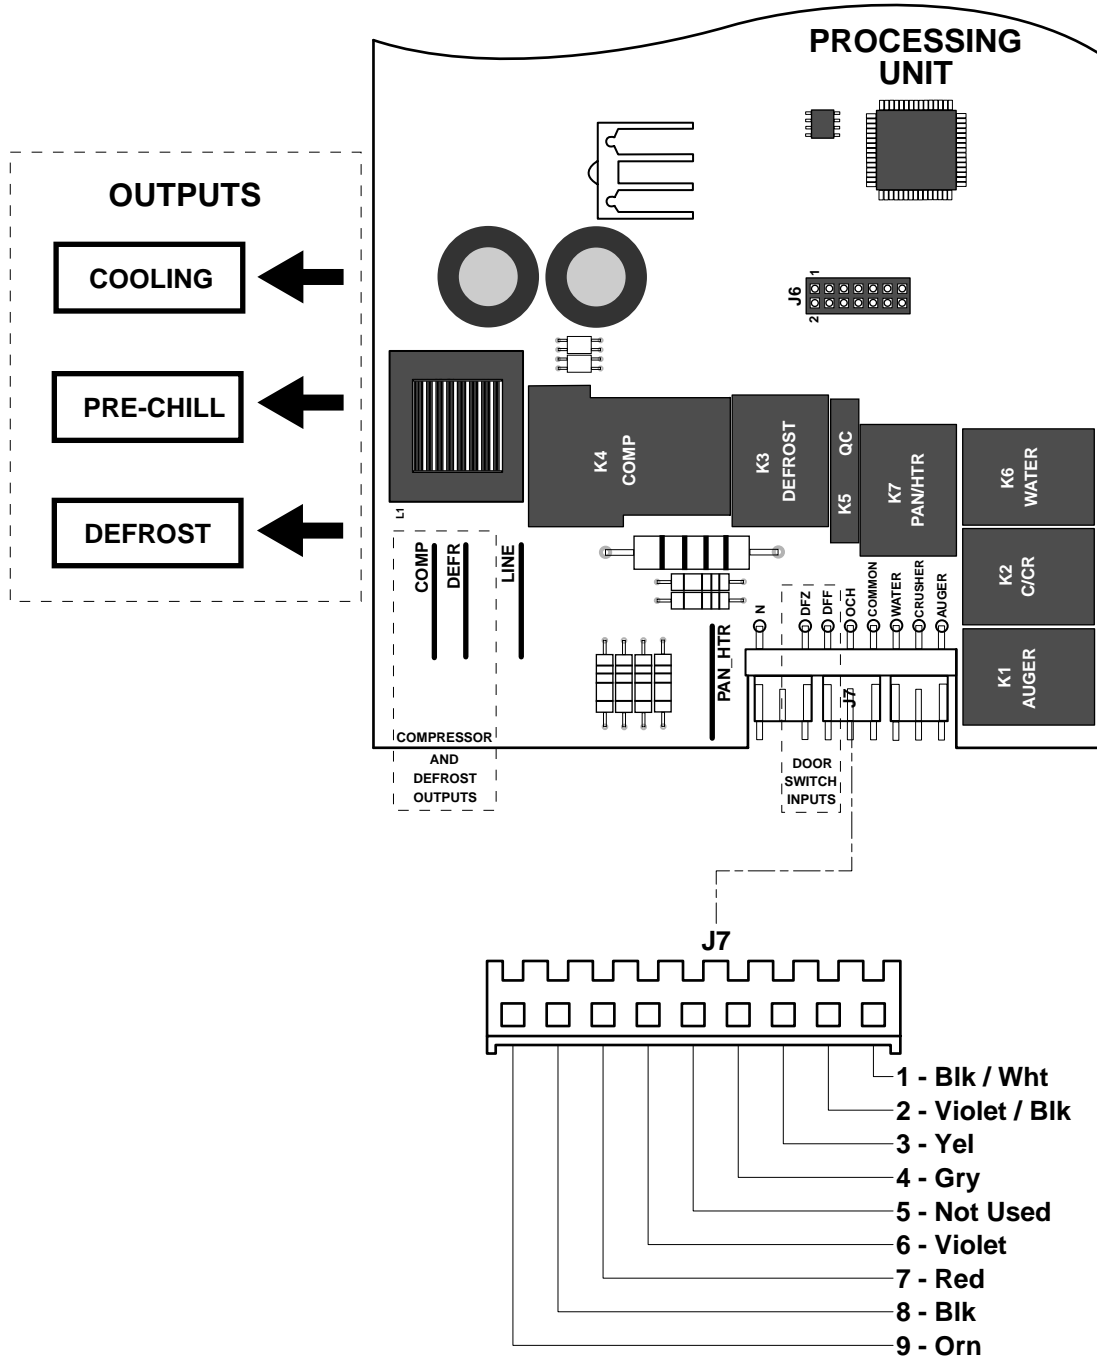 PROCESSING
UNIT
OUTPUTS
COOLING
PRE-CHILL
DEFROST
J6
1
2
L1
K4
COMP
K3
DEFROST
K5 QC
K7
PAN/HTR
K6
WATER
K2
C/CR
K1
AUGER
COMP
DEFR
LINE
PAN_HTR
N
DFZ
DFF
OCH
COMMON
WATER
CRUSHER
AUGER
J7
COMPRESSOR
AND
DEFROST
OUTPUTS
DOOR
SWITCH
INPUTS
J7
1 - Blk / Wht
2 - Violet / Blk
3 - Yel
4 - Gry
5 - Not Used
6 - Violet
7 - Red
8 - Blk
9 - Orn